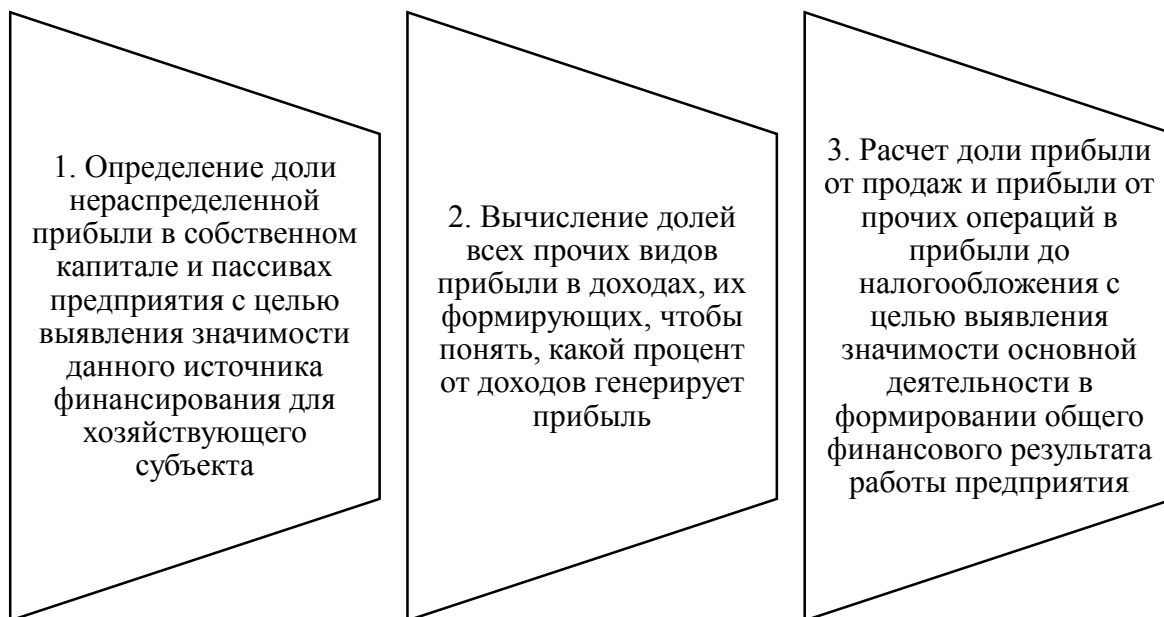 1. Определение доли
нераспределенной
прибыли в собственном
капитале и пассивах
предприятия с целью
выявления значимости
данного источника
финансирования для
хозяйствующего
субъекта
2. Вычисление долей
всех прочих видов
прибыли в доходах, их
формирующих, чтобы
понять, какой процент
от доходов генерирует
прибыль
3. Расчет доли прибыли
от продаж и прибыли от
прочих операций в
прибыли до
налогообложения с
целью выявления
значимости основной
деятельности в
формировании общего
финансового результата
работы предприятия